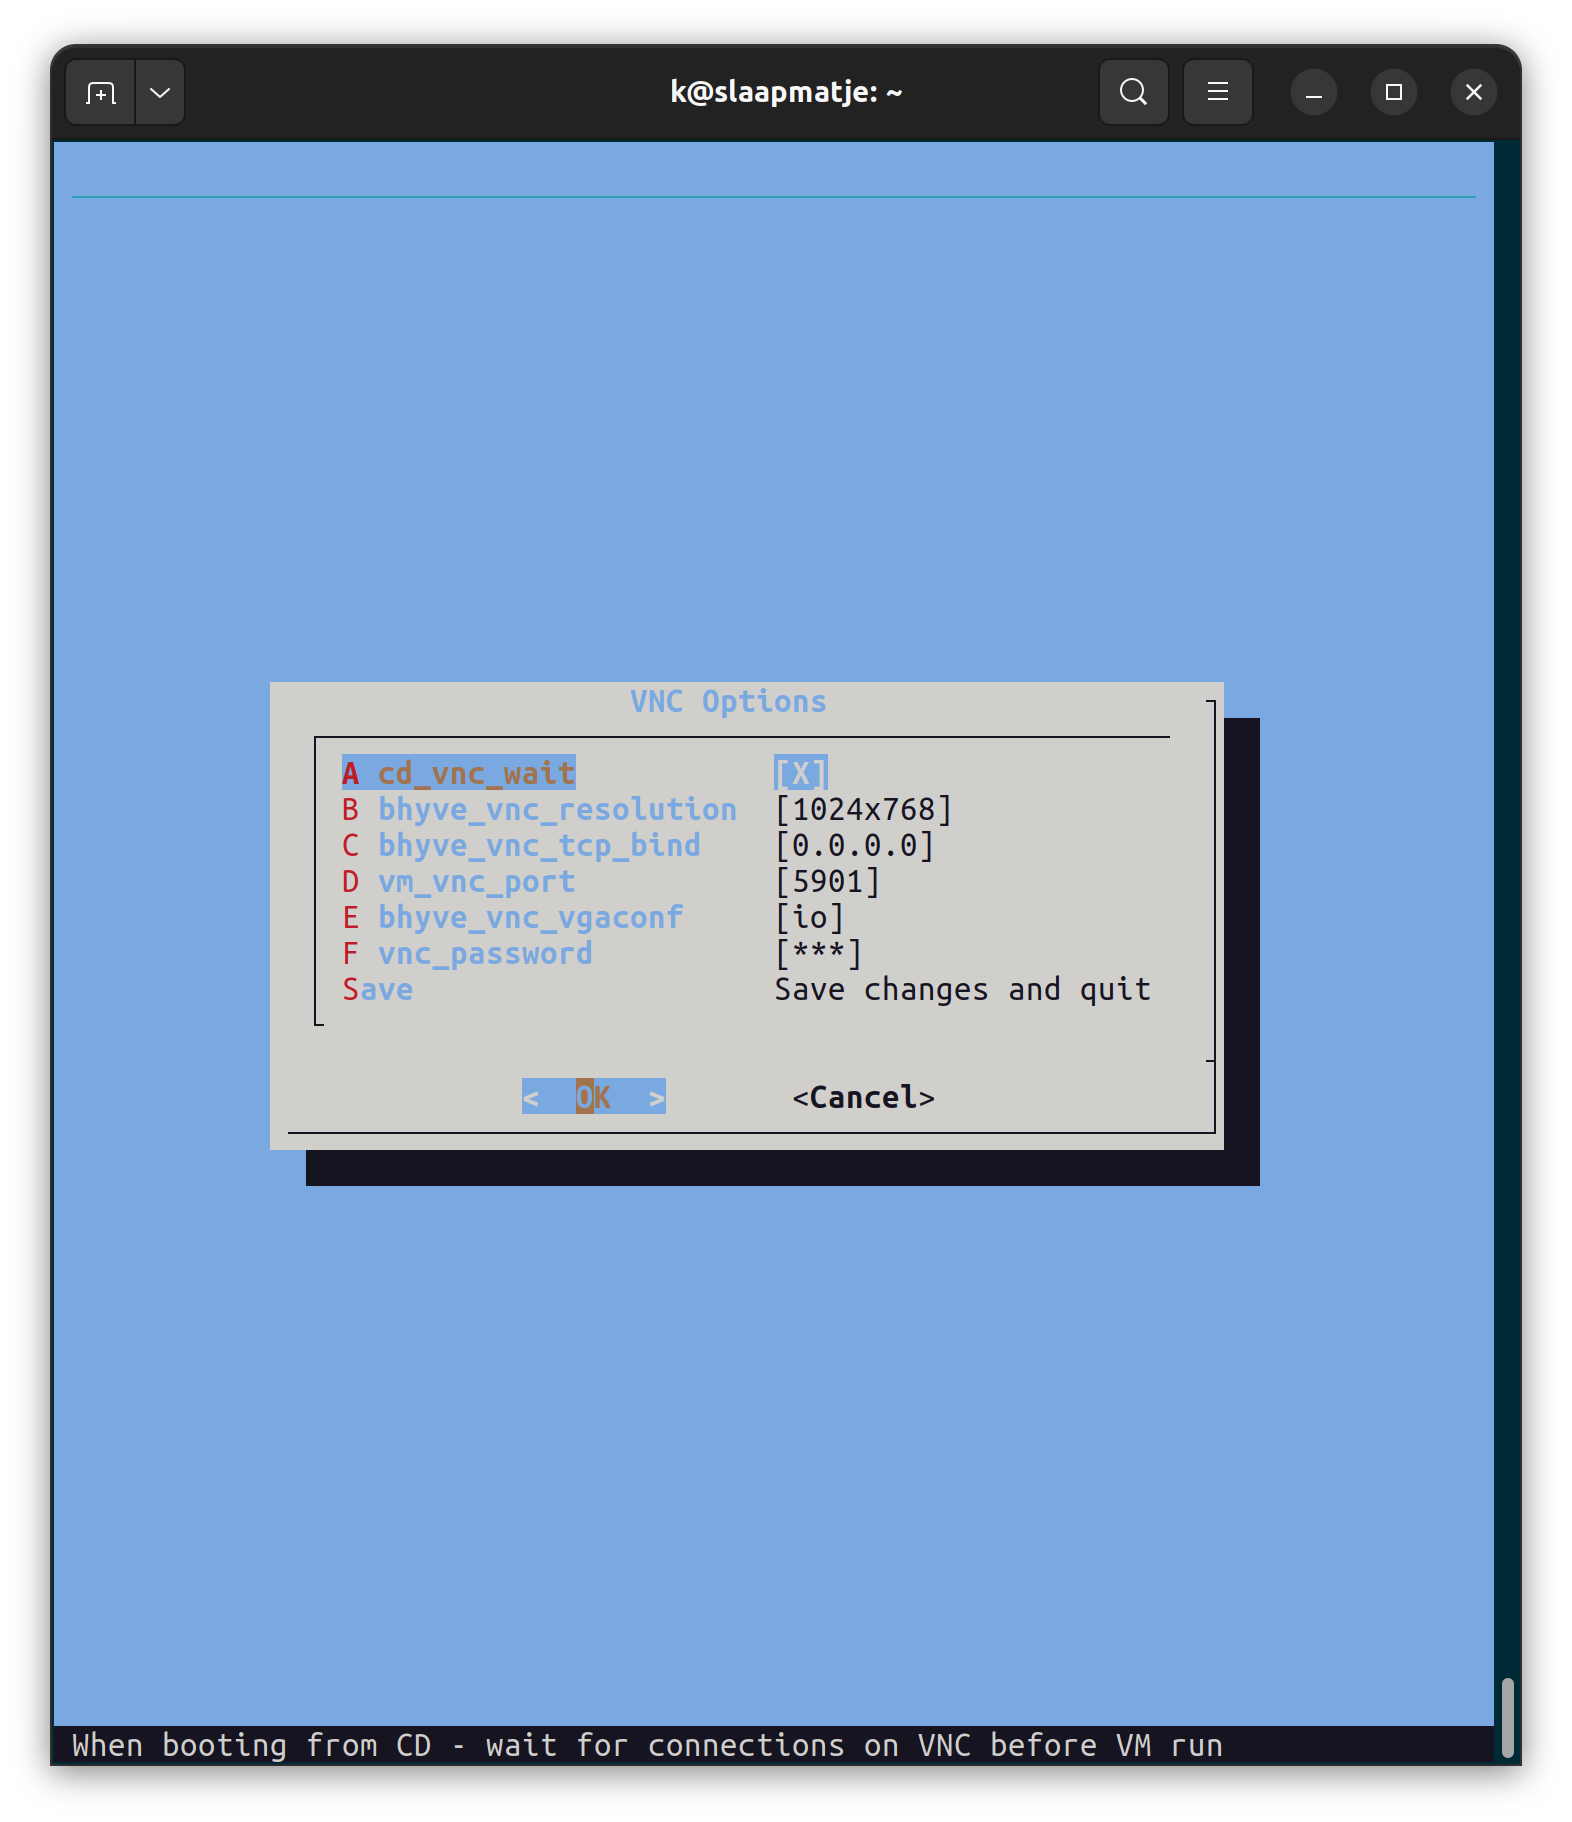 k@slaapmatje: ~
VNC Options
A cd_vnc_wait [X]
B bhyve_vnc_resolution [1024x768]
C bhyve_vnc_tcp_bind [0.0.0.0]
D vm_vnc_port [5901]
E bhyve_vnc_vgaconf [io]
F vnc_password [***]
Save Save changes and quit
< OK > <Cancel>
When booting from CD - wait for connections on VNC before VM run